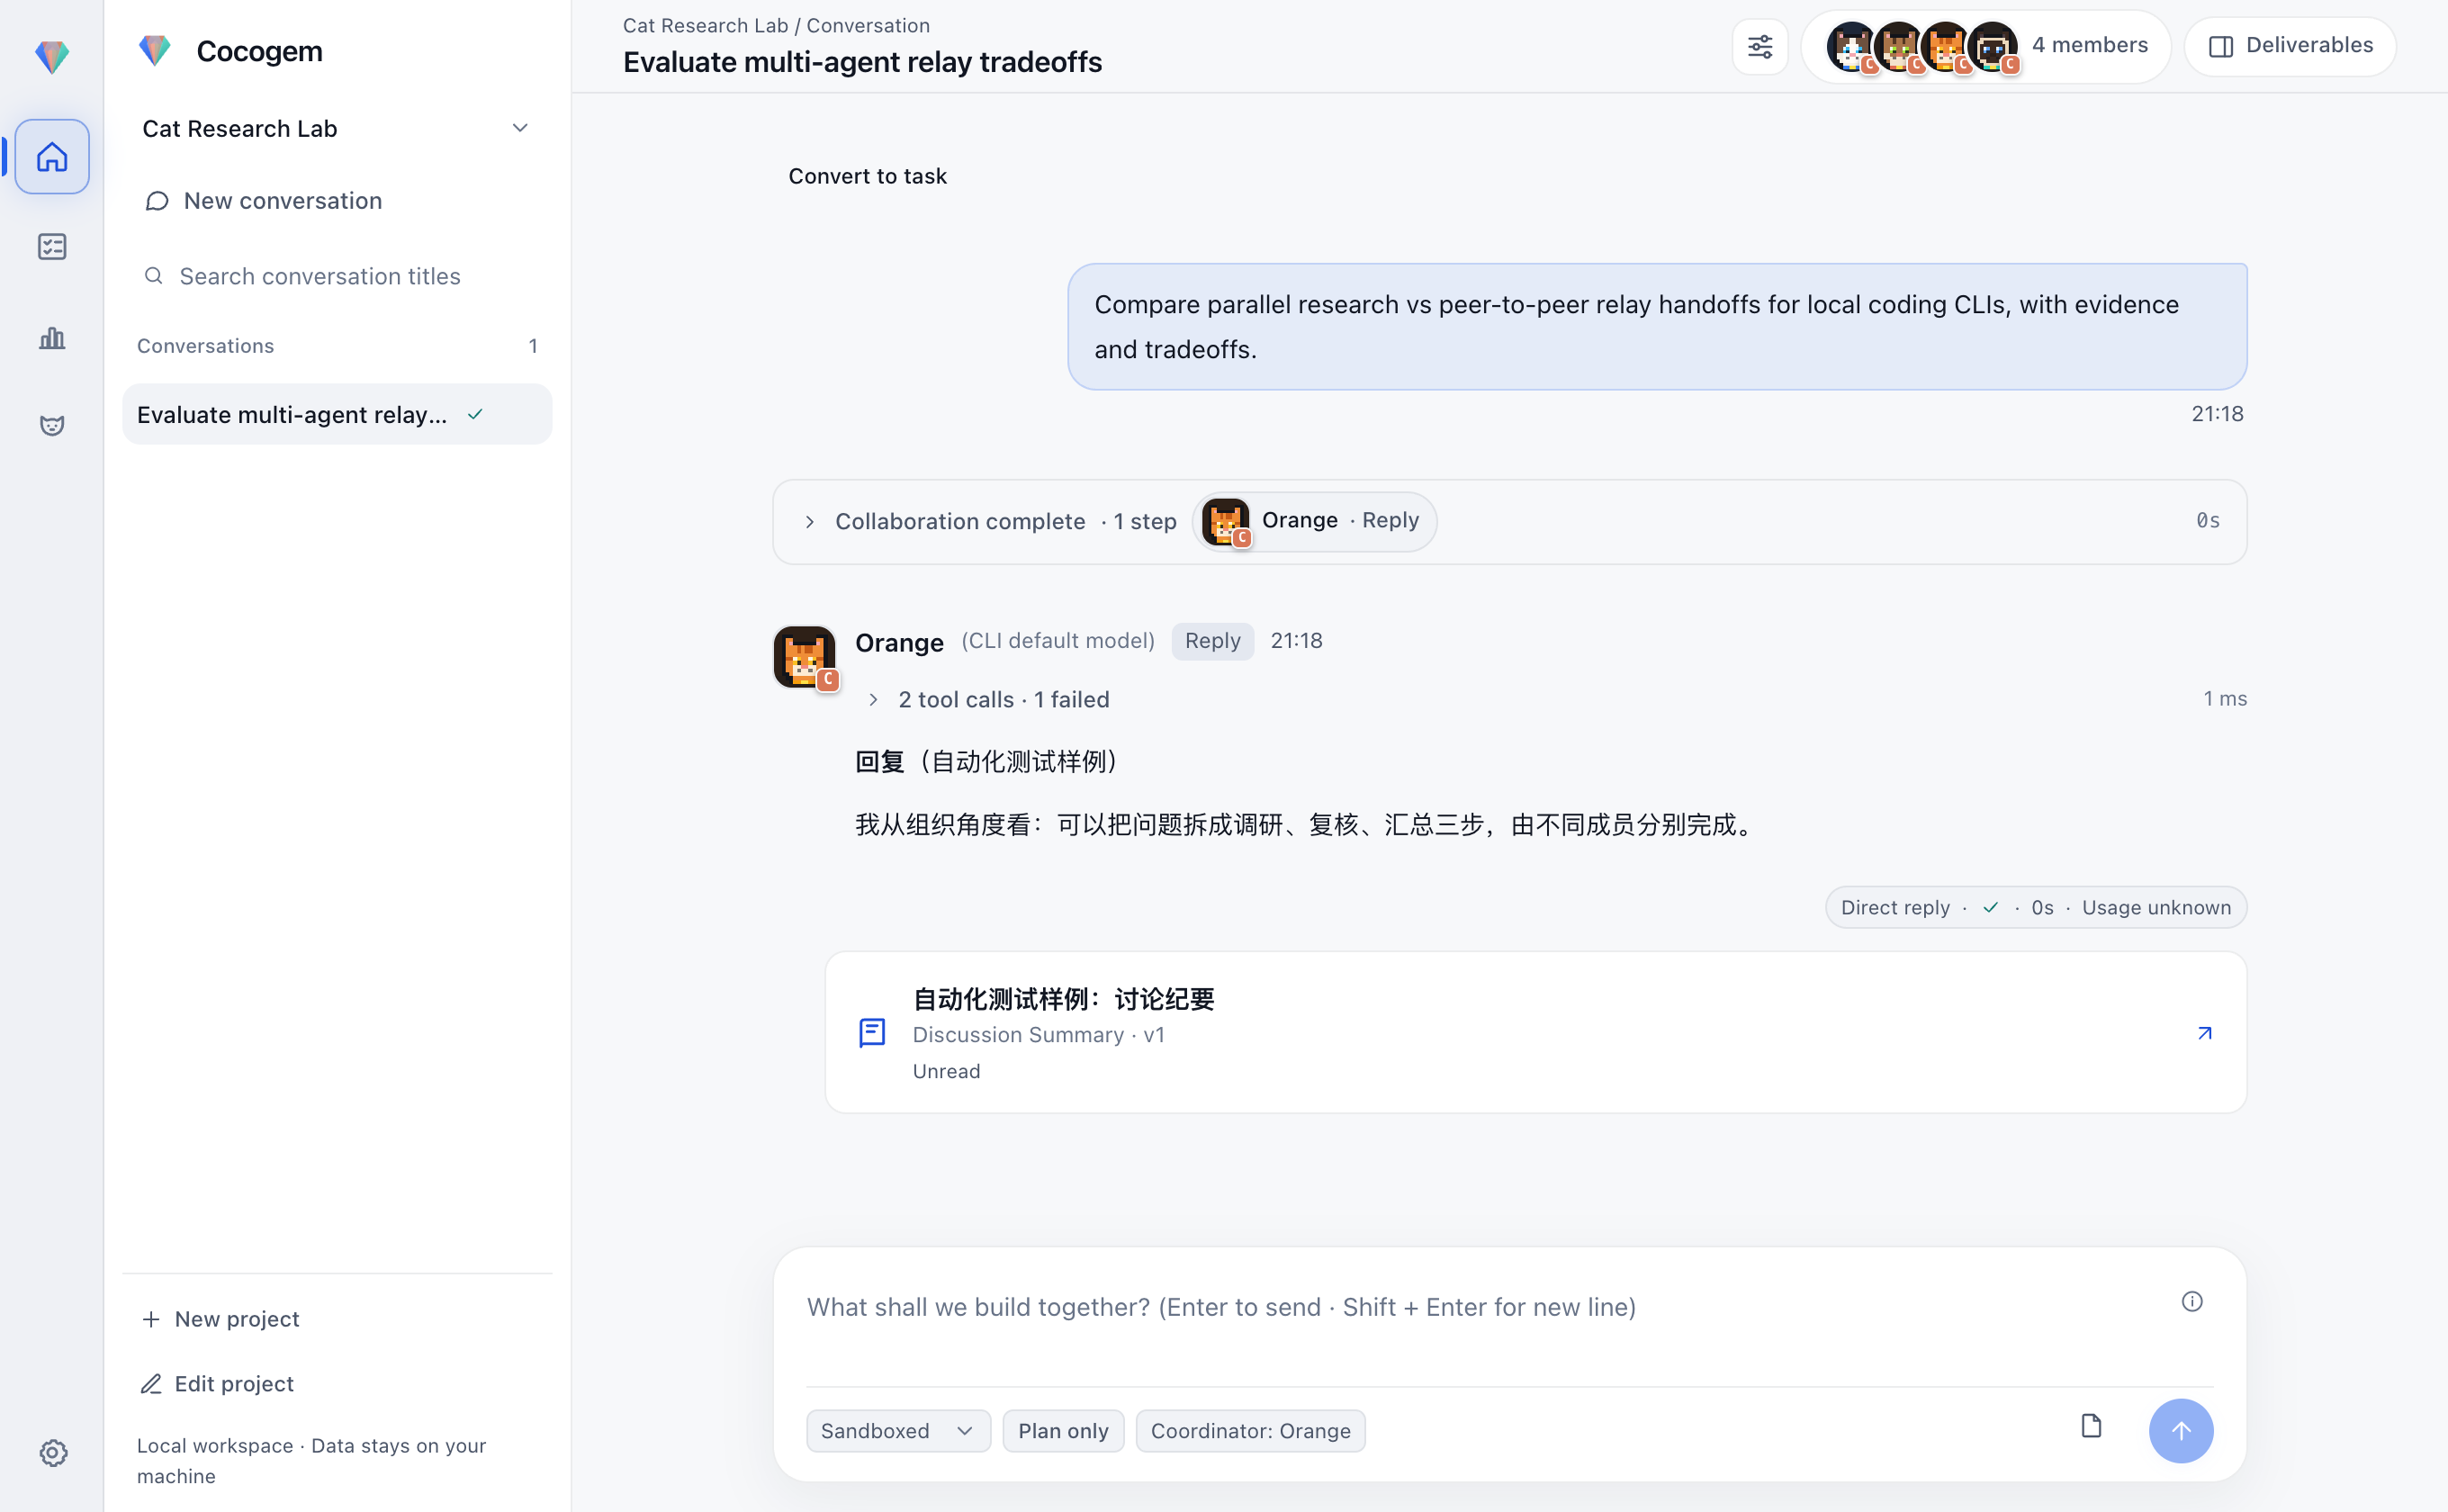 Cocogem
Cat Research Lab
New conversation
Search conversation titles
Conversations 1
Evaluate multi-agent relay...
New project
Edit project
Local workspace · Data stays on your
machine
Cat Research Lab / Conversation
Evaluate multi-agent relay tradeoffs
C C C C 4 members
Deliverables
Convert to task
Compare parallel research vs peer-to-peer relay handoffs for local coding CLIs, with evidence
and tradeoffs.
21:18
Collaboration complete · 1 step C Orange · Reply 0s
C
Orange (CLI default model) Reply 21:18
2 tool calls · 1 failed 1 ms
回复（自动化测试样例）
我从组织角度看：可以把问题拆成调研、复核、汇总三步，由不同成员分别完成。
Direct reply · ✓ · 0s · Usage unknown
自动化测试样例：讨论纪要
Discussion Summary · v1
Unread
What shall we build together? (Enter to send · Shift + Enter for new line)
Sandboxed Plan only Coordinator: Orange